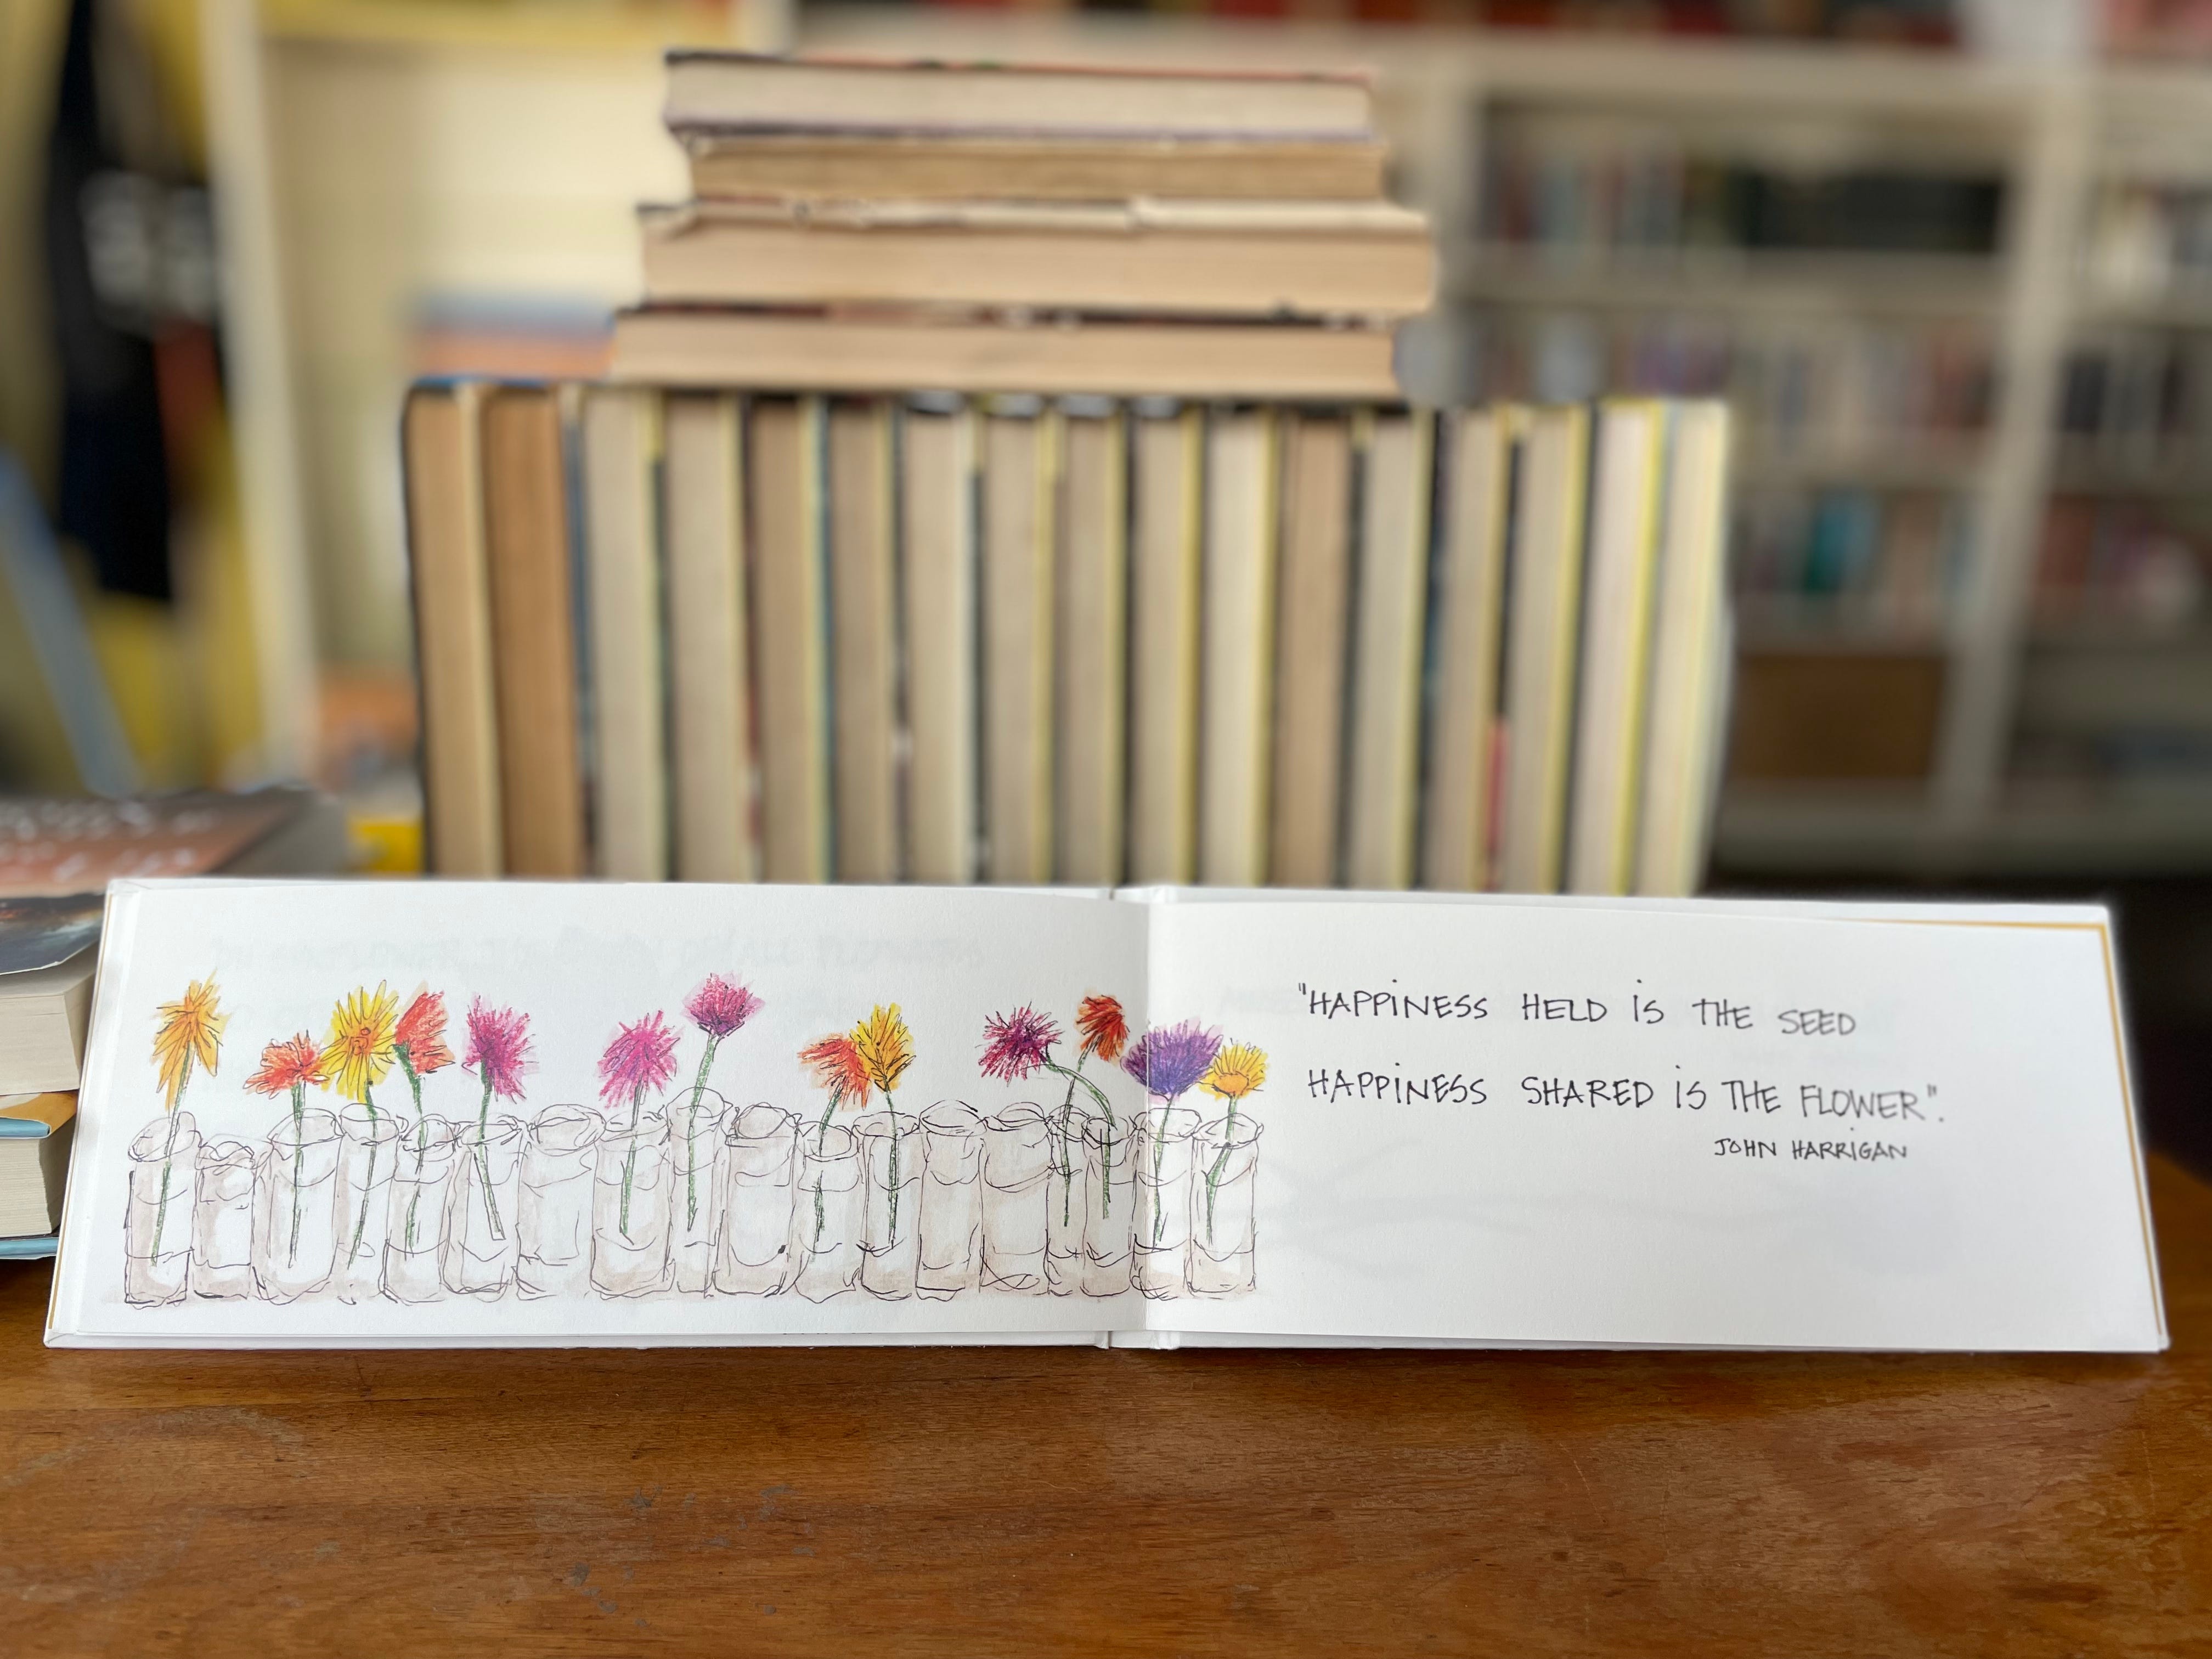 "HAPPINESS HELD IS THE SEED
HAPPINESS SHARED IS THE FLOWER".
JOHN HARRIGAN